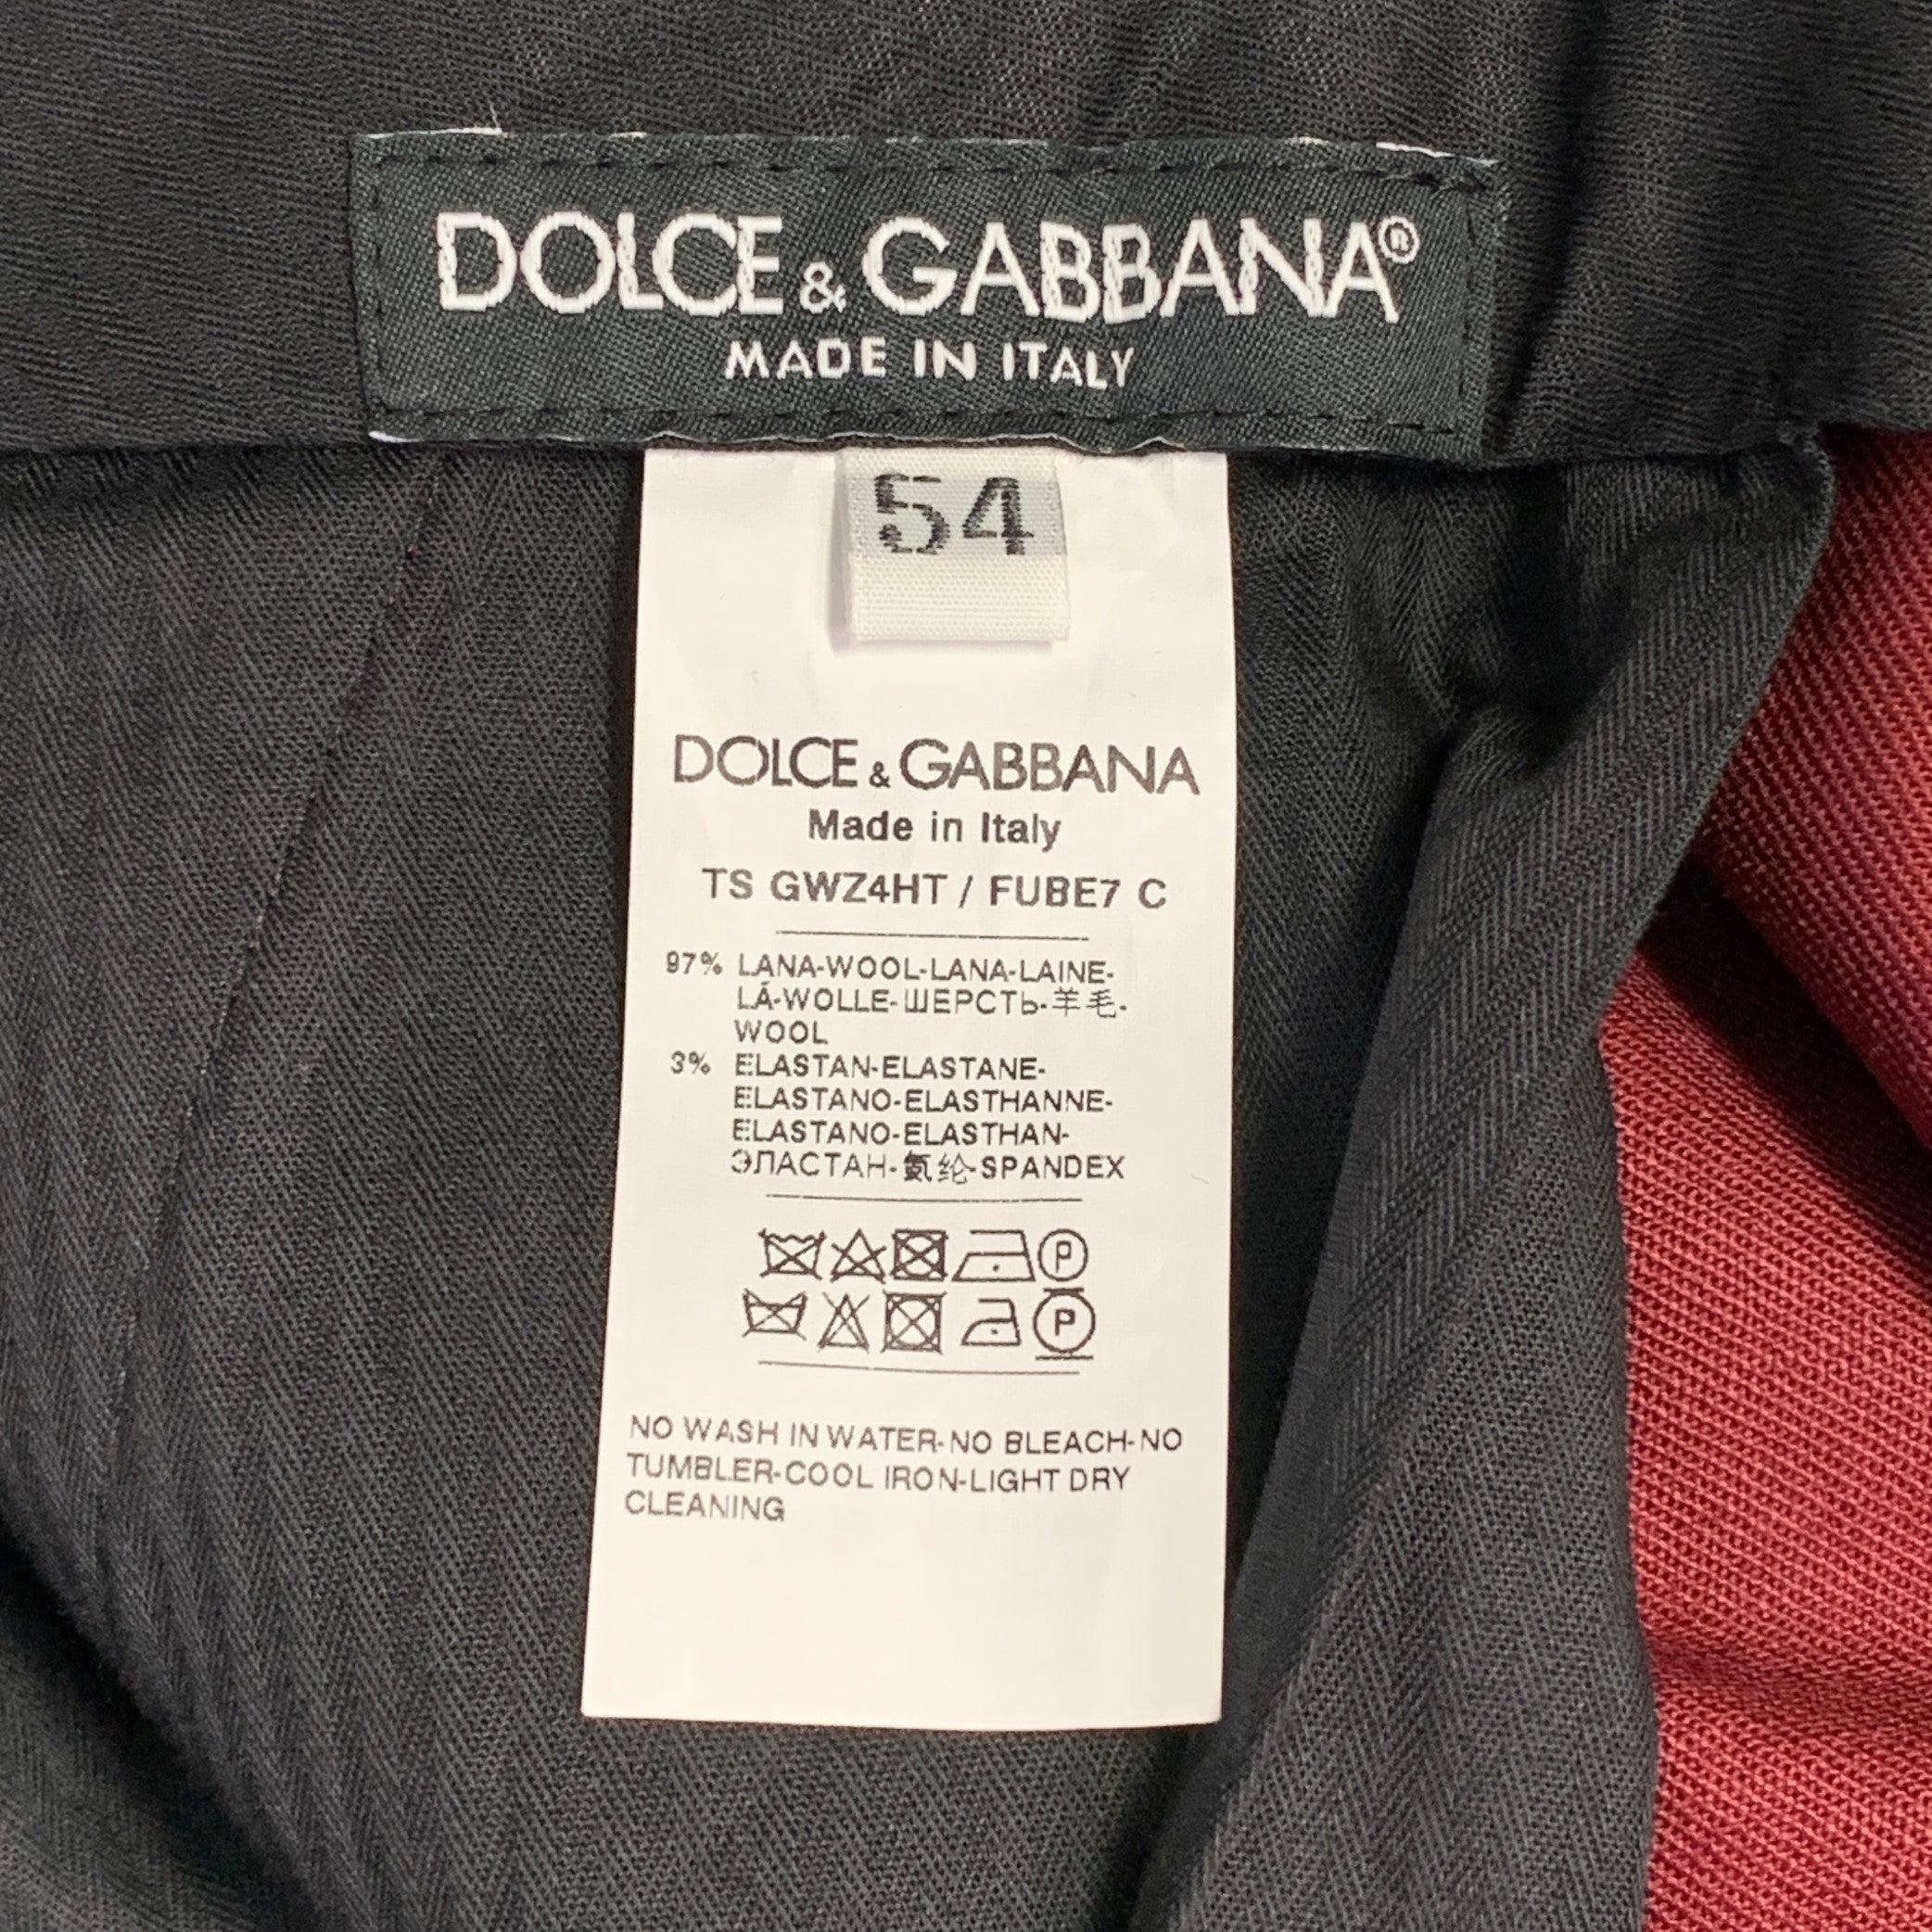 DOLCE & GABBANA®
MADE IN ITALY
54
DOLCE & GABBANA
Made in Italy
TS GWZ4HT / FUBE7 C
97% LANA-WOOL-LANA-LAINE-
LÃ-WOLLE-ШЕРСТЬ-羊毛-
WOOL
3% ELASTAN-ELASTANE-
ELASTANO-ELASTHANNE-
ELASTANO-ELASTHAN-
ЭЛАСТАН-氨纶-SPANDEX
P
P
NO WASH IN WATER-NO BLEACH-NO
TUMBLER-COOL IRON-LIGHT DRY
CLEANING